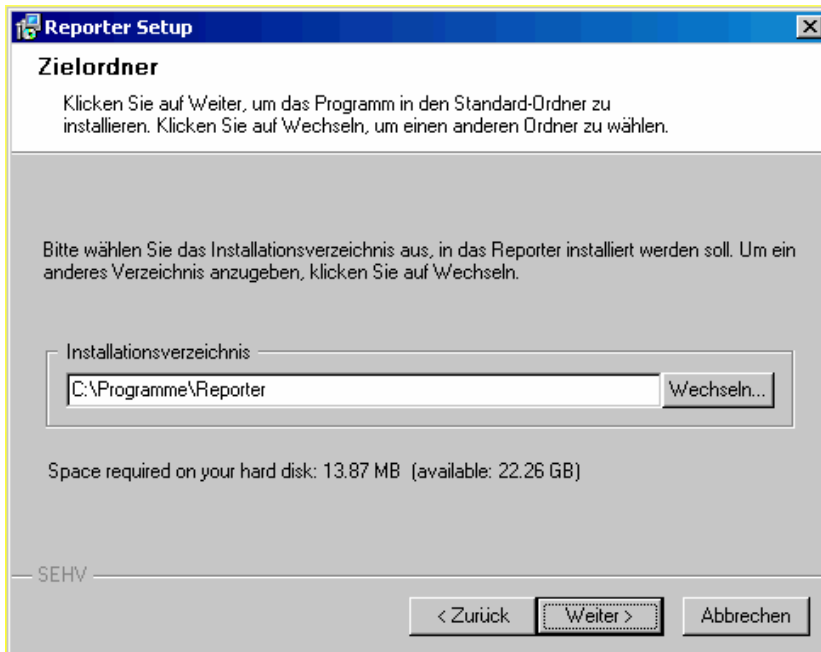 Reporter Setup
Zielordner
Klicken Sie auf Weiter, um das Programm in den Standard-Ordner zu
installieren. Klicken Sie auf Wechseln, um einen anderen Ordner zu wählen.
Bitte wählen Sie das Installationsverzeichnis aus, in das Reporter installiert werden soll. Um ein
anderes Verzeichnis anzugeben, klicken Sie auf Wechseln.
Installationsverzeichnis
C:\Programme\Reporter Wechseln...
Space required on your hard disk: 13.87 MB (available: 22.26 GB)
SEHV
< Zurück Weiter > Abbrechen